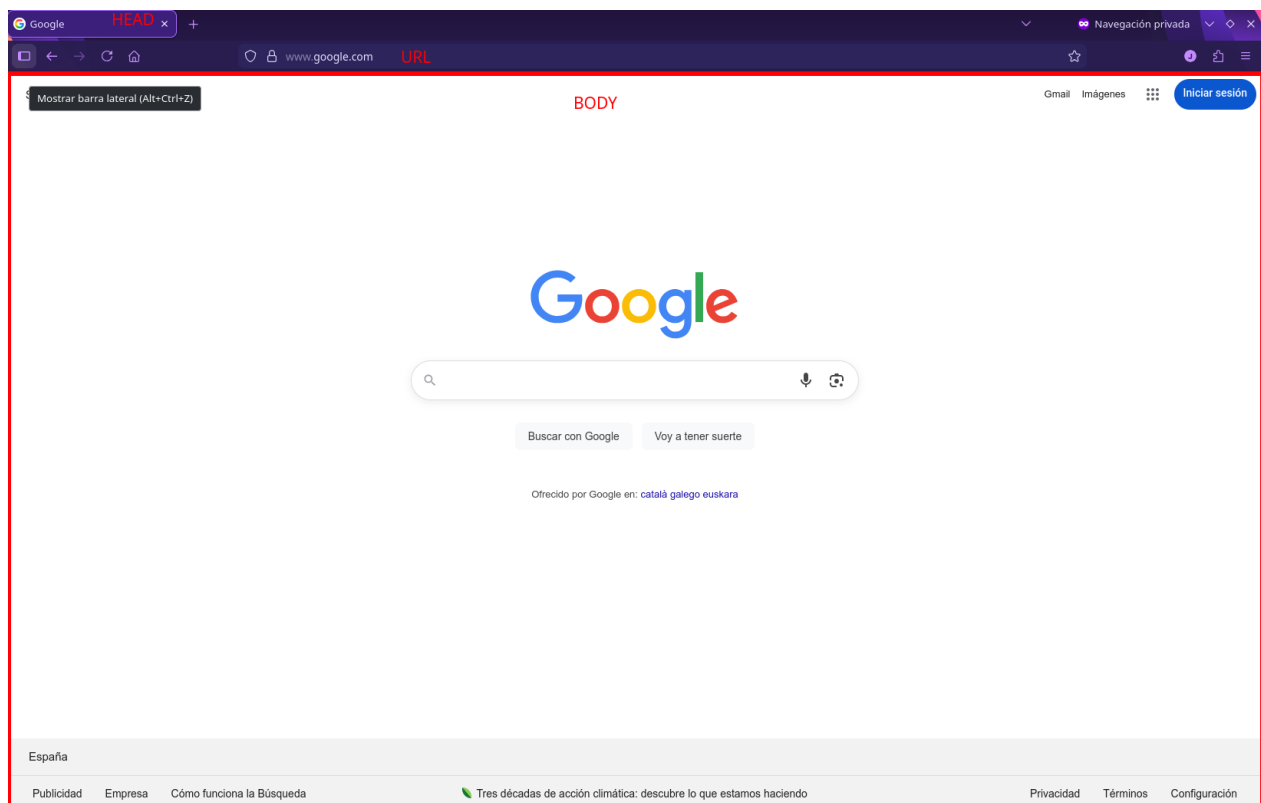 Google HEAD Navegación privada
www.google.com URL
Mostrar barra lateral (Alt+Ctrl+Z) BODY Gmail Imágenes Iniciar sesión
Google
Buscar con Google Voy a tener suerte
Ofrecido por Google en: català galego euskara
España
Publicidad Empresa Cómo funciona la Búsqueda Tres décadas de acción climática: descubre lo que estamos haciendo Privacidad Términos Configuración